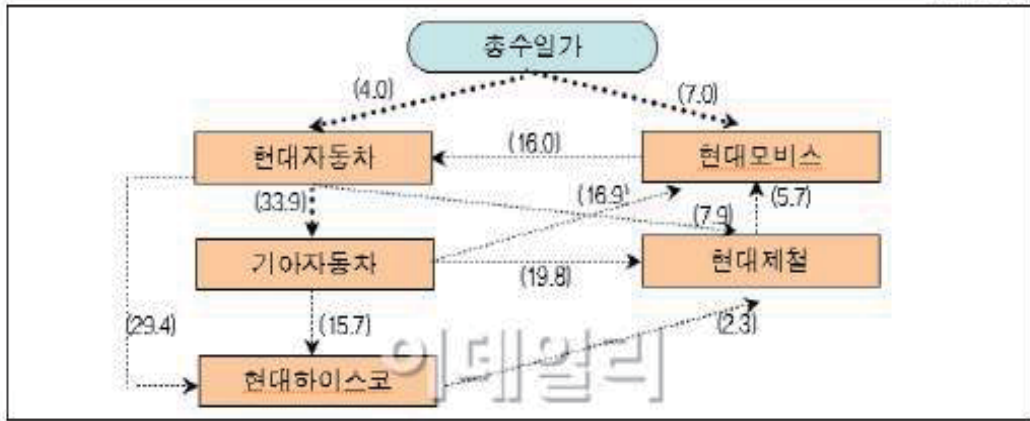 총수일가
(4.0)
(7.0)
현대자동차
(16.0)
현대모비스
(33.9)
(16.9)
(7.9)
(5.7)
기아자동차
(19.8)
현대제철
(29.4)
(15.7)
(2.3)
현대하이스코
이데일리